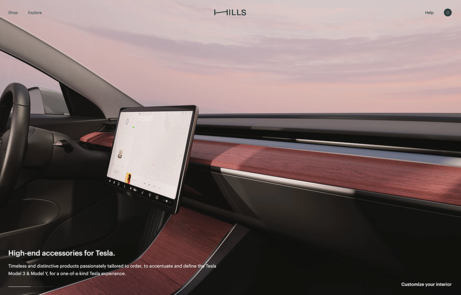 Shop
Explore
HILLS
Help
High-end accessories for Tesla.
Timeless and distinctive products passionately tailored to order, to accentuate and define the Tesla
Model 3 & Model Y, for a one-of-a-kind Tesla experience.
Customize your interior